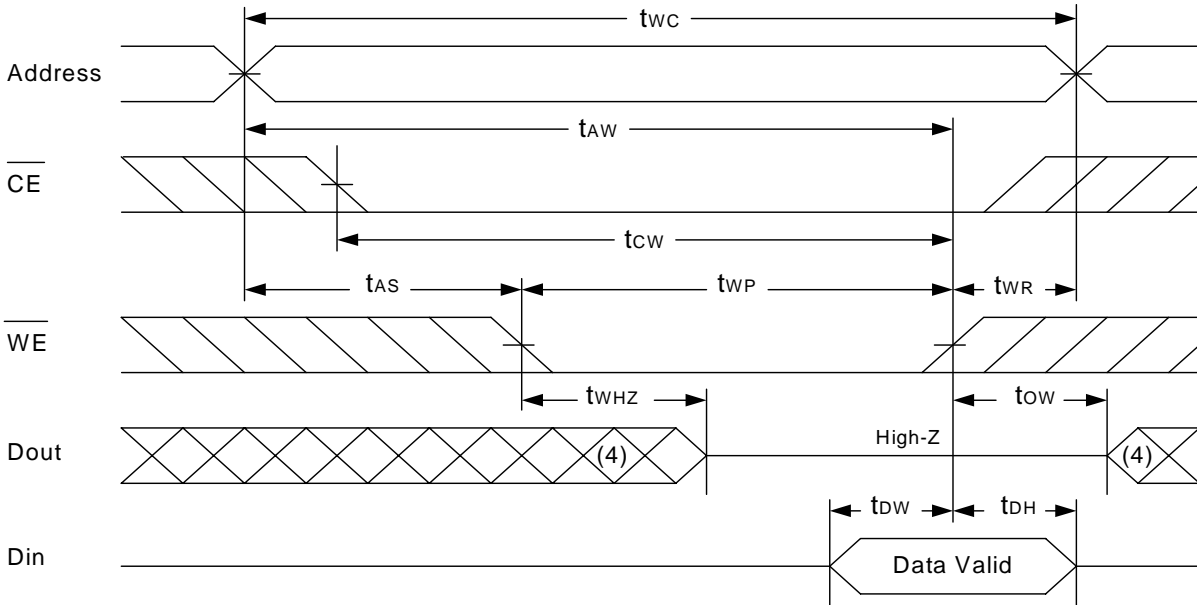 tWC
Address
tAW
CE
tCW
tAS tWP tWR
WE
tWHZ tOW
Dout (4) High-Z (4)
tDW tDH
Din Data Valid